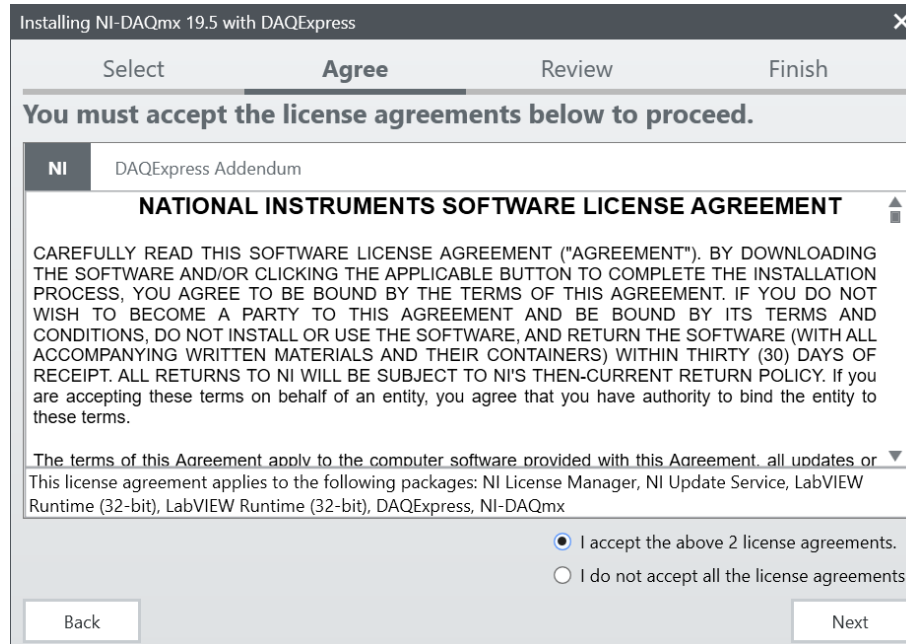 Installing NI-DAQmx 19.5 with DAQExpress
Select Agree Review Finish
You must accept the license agreements below to proceed.
NI DAQExpress Addendum
NATIONAL INSTRUMENTS SOFTWARE LICENSE AGREEMENT
CAREFULLY READ THIS SOFTWARE LICENSE AGREEMENT ("AGREEMENT"). BY DOWNLOADING
THE SOFTWARE AND/OR CLICKING THE APPLICABLE BUTTON TO COMPLETE THE INSTALLATION
PROCESS, YOU AGREE TO BE BOUND BY THE TERMS OF THIS AGREEMENT. IF YOU DO NOT
WISH TO BECOME A PARTY TO THIS AGREEMENT AND BE BOUND BY ITS TERMS AND
CONDITIONS, DO NOT INSTALL OR USE THE SOFTWARE, AND RETURN THE SOFTWARE (WITH ALL
ACCOMPANYING WRITTEN MATERIALS AND THEIR CONTAINERS) WITHIN THIRTY (30) DAYS OF
RECEIPT. ALL RETURNS TO NI WILL BE SUBJECT TO NI'S THEN-CURRENT RETURN POLICY. If you
are accepting these terms on behalf of an entity, you agree that you have authority to bind the entity to
these terms.
The terms of this Agreement apply to the computer software provided with this Agreement, all updates or
This license agreement applies to the following packages: NI License Manager, NI Update Service, LabVIEW
Runtime (32-bit), LabVIEW Runtime (32-bit), DAQExpress, NI-DAQmx
I accept the above 2 license agreements.
I do not accept all the license agreements
Back Next